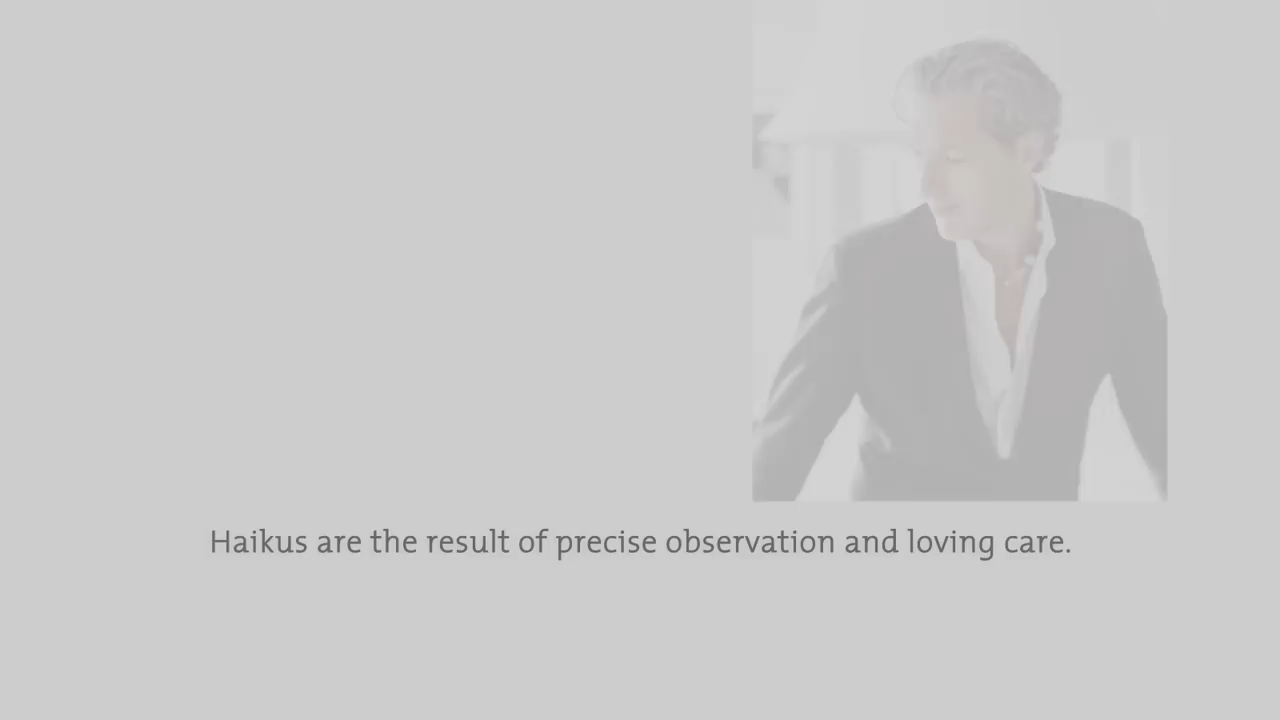 Haikus are the result of precise observation and loving care.